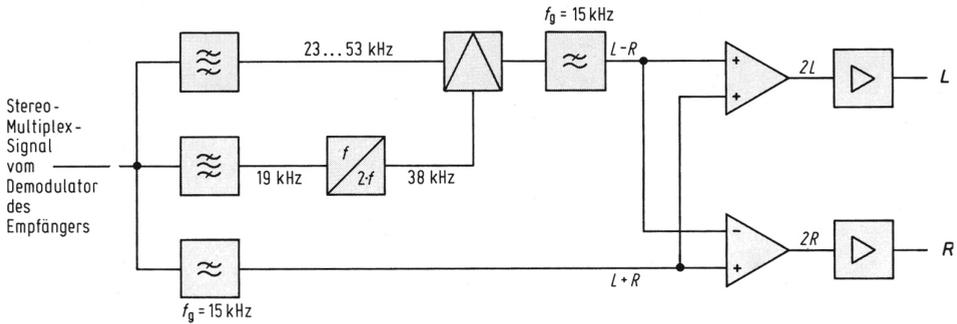 Stereo-
Multiplex-
Signal
vom
Demodulator
des
Empfängers
23...53 kHz
19 kHz
f
2·f
38 kHz
fg = 15 kHz
fg = 15 kHz
L-R
L+R
+
+
-
+
2L
2R
L
R